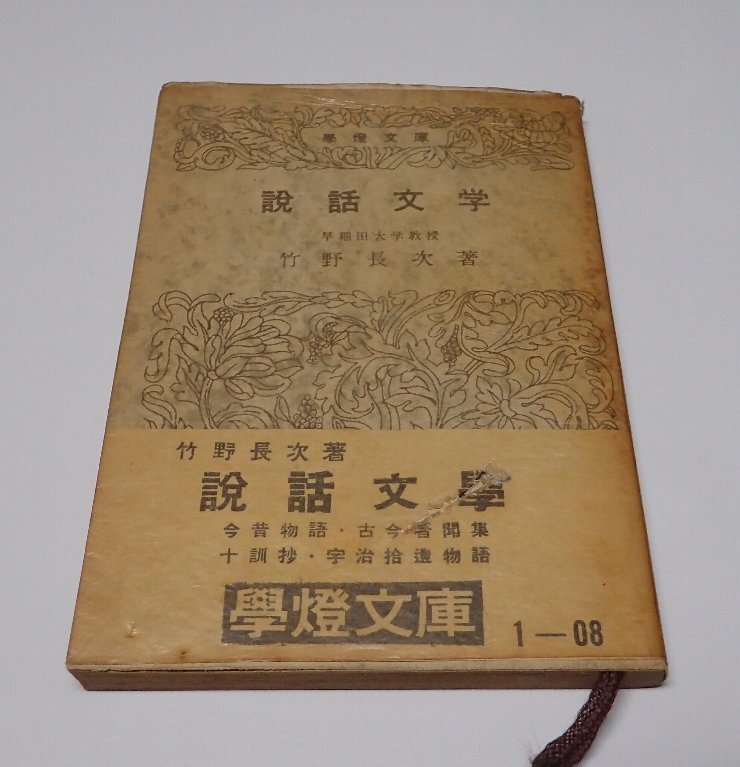 學燈文庫
說話文学
早稲田大学教授
竹野長次著
竹野長次著
說話文學
今昔物語・古今著聞集
十訓抄・宇治拾遺物語
學燈文庫
1—08